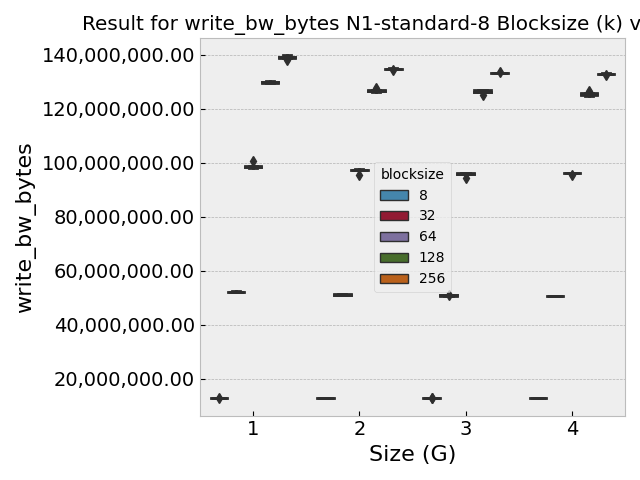 Result for write_bw_bytes N1-standard-8 Blocksize (k) v
140,000,000.00
120,000,000.00
100,000,000.00
80,000,000.00
60,000,000.00
40,000,000.00
20,000,000.00
write_bw_bytes
blocksize
8
32
64
128
256
1 2 3 4
Size (G)